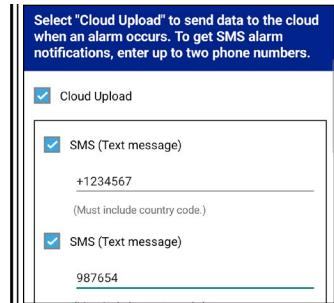 Select "Cloud Upload" to send data to the cloud
when an alarm occurs. To get SMS alarm
notifications, enter up to two phone numbers.
Cloud Upload
SMS (Text message)
+1234567
(Must include country code.)
SMS (Text message)
987654